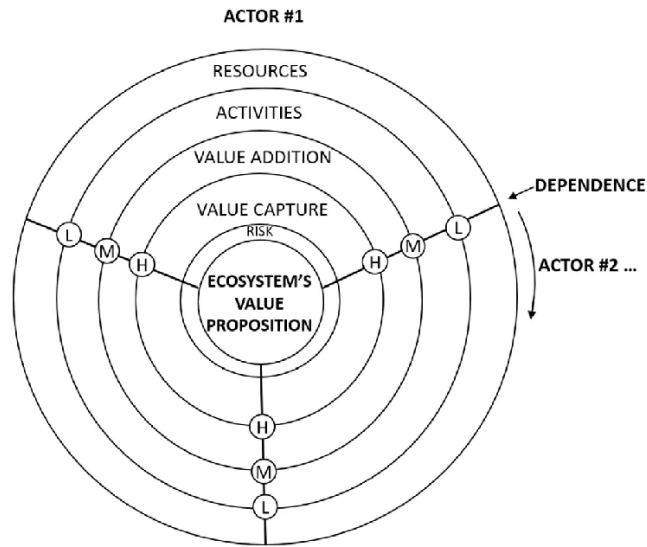 ACTOR #1
RESOURCES
ACTIVITIES
VALUE ADDITION
VALUE CAPTURE
RISK
ECOSYSTEM'S
VALUE
PROPOSITION
DEPENDENCE
ACTOR #2 ...
L
M
H
H
M
L
H
M
L